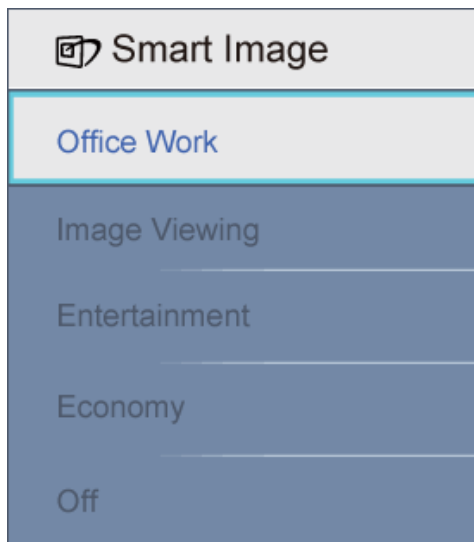 Smart Image
Office Work
Image Viewing
Entertainment
Economy
Off